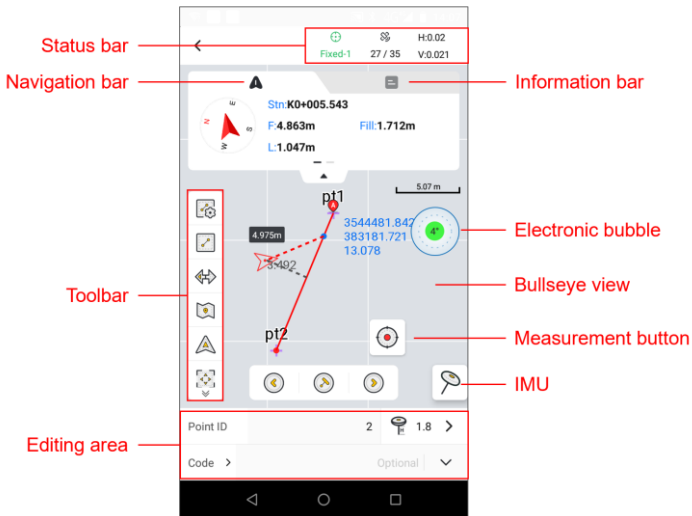 Status bar
Fixed-1
27 / 35
H:0.02
V:0.021
Navigation bar
Information bar
N
E
S
W
Stn:K0+005.543
F:4.863m
Fill:1.712m
L:1.047m
5.07 m
pt1
A
3544481.842
383181.721
13.078
4.975m
3.492
4°
pt2
Electronic bubble
Bullseye view
Toolbar
Measurement button
IMU
Editing area
Point ID
2
1.8
Code
Optional